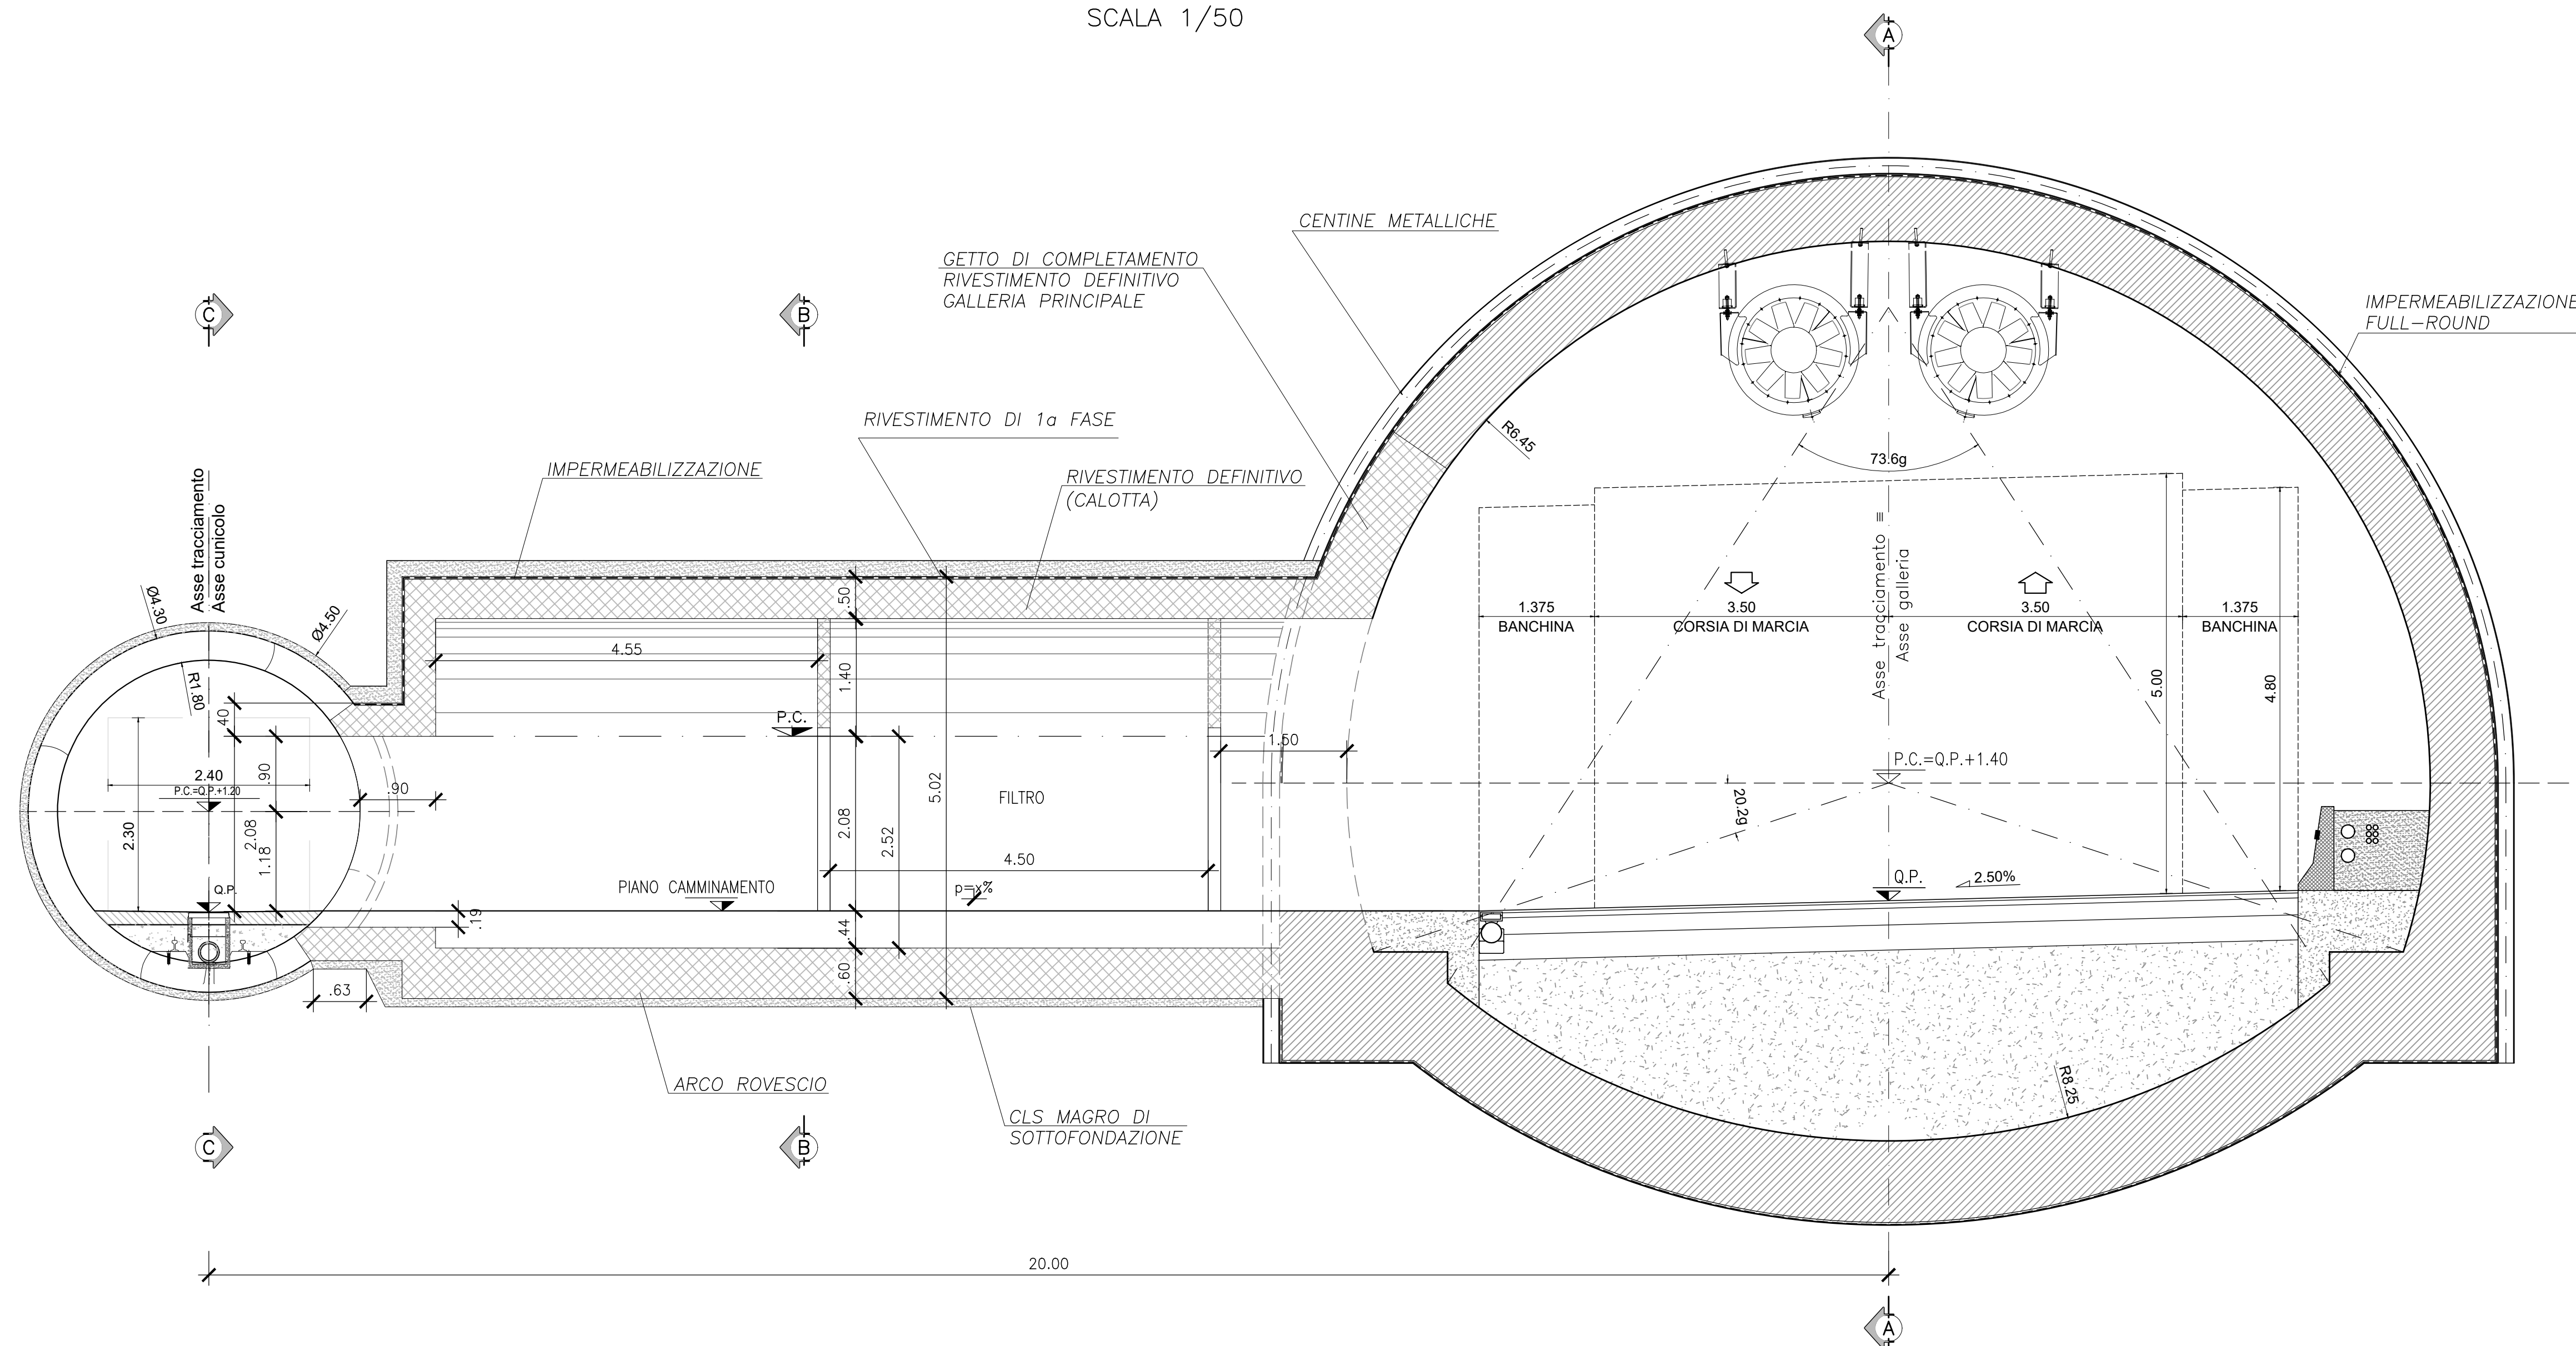 SCALA 1/50
A
CENTINE METALLICHE
GETTO DI COMPLETAMENTO
RIVESTIMENTO DEFINITIVO
GALLERIA PRINCIPALE
IMPERMEABILIZZAZIONE
FULL-ROUND
C
B
RIVESTIMENTO DI 1a FASE
IMPERMEABILIZZAZIONE
RIVESTIMENTO DEFINITIVO
(CALOTTA)
R6.45
73.6g
Asse tracciamento
Asse cunicolo
Ø4.30
Ø4.50
R1.80
.50
4.55
1.40
1.375
BANCHINA
3.50
CORSIA DI MARCIA
3.50
CORSIA DI MARCIA
1.375
BANCHINA
Asse tracciamento ≡
Asse galleria
5.00
4.80
.40
P.C.
1.50
2.40
P.C.=Q.P.+1.20
.90
.90
2.30
2.08
1.18
5.02
FILTRO
2.08
2.52
4.50
P.C.=Q.P.+1.40
20.2g
Q.P.
PIANO CAMMINAMENTO
p=x%
Q.P.
2.50%
.19
.44
.60
.63
ARCO ROVESCIO
CLS MAGRO DI
SOTTOFONDAZIONE
R8.25
C
B
20.00
A